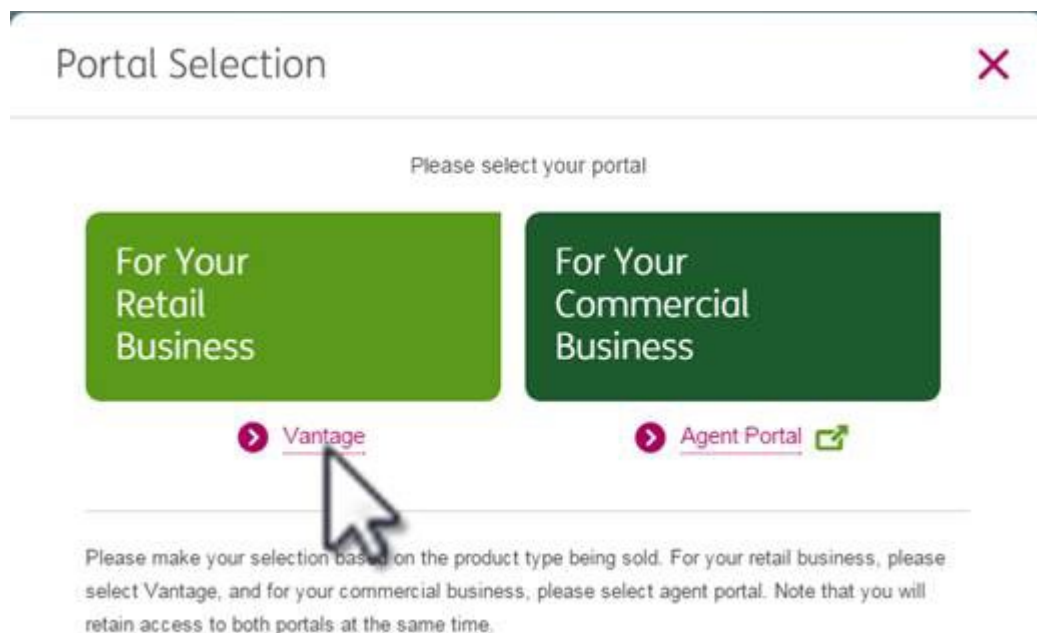 Portal Selection
Please select your portal
For Your
Retail
Business
For Your
Commercial
Business
Vantage
Agent Portal
Please make your selection based on the product type being sold. For your retail business, please
select Vantage, and for your commercial business, please select agent portal. Note that you will
retain access to both portals at the same time.